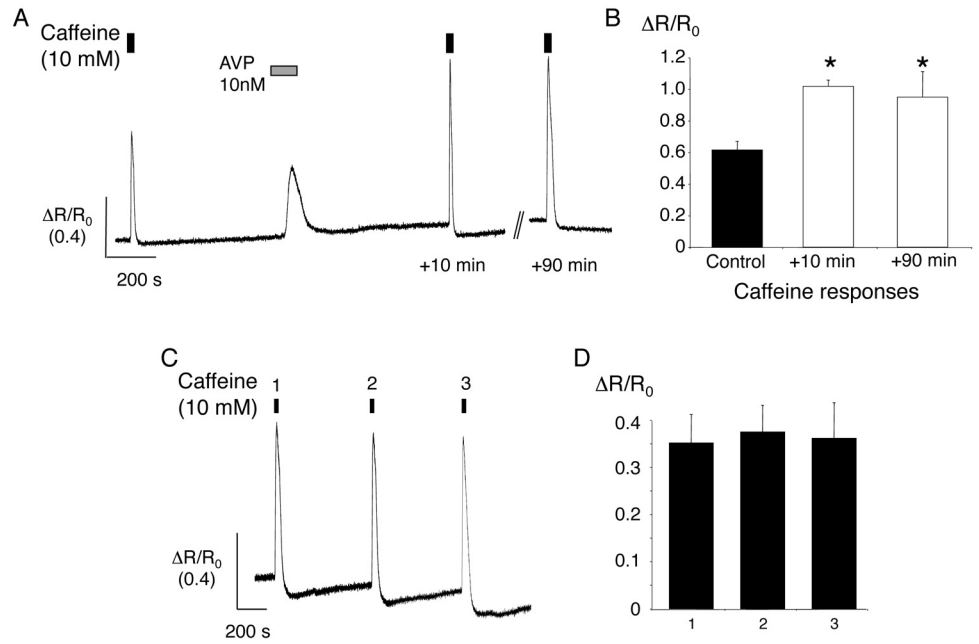 A
Caffeine
(10 mM)
AVP
10nM
ΔR/R0
(0.4)
200 s
+10 min
+90 min
B
ΔR/R0
1.2
1.0
0.8
0.6
0.4
0.2
0
*
*
Control
+10 min
+90 min
Caffeine responses
C
Caffeine
(10 mM)
1
2
3
ΔR/R0
(0.4)
200 s
D
ΔR/R0
0.4
0.3
0.2
0.1
0
1
2
3